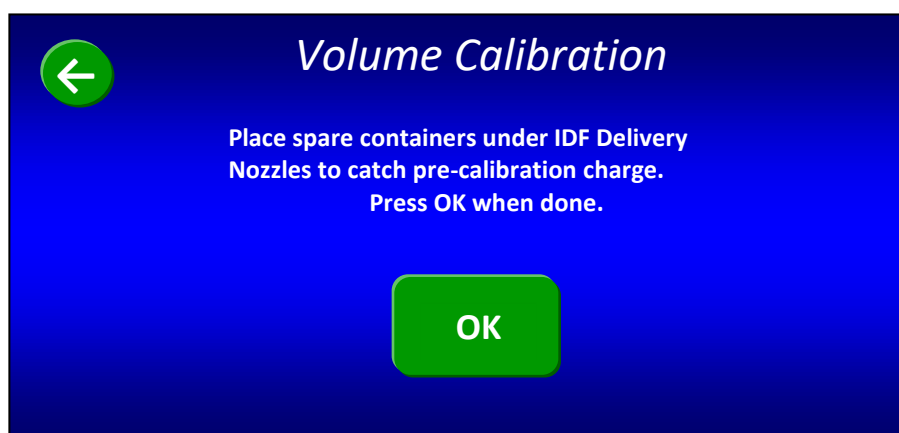 Volume Calibration
Place spare containers under IDF Delivery
Nozzles to catch pre-calibration charge.
Press OK when done.
OK